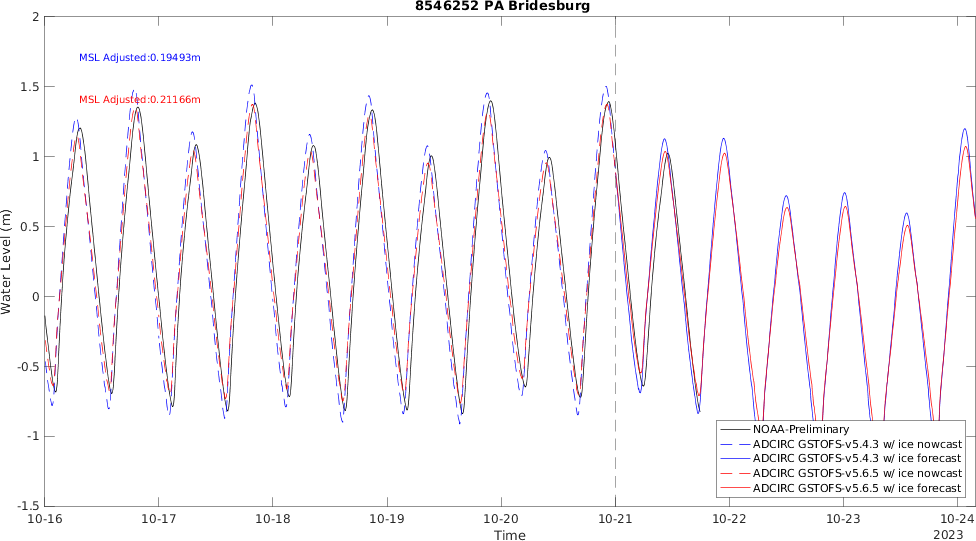 8546252 PA Bridesburg
MSL Adjusted:0.19493m
MSL Adjusted:0.21166m
Water Level (m)
2
1.5
1
0.5
0
-0.5
-1
-1.5
NOAA-Preliminary
ADCIRC GSTOFS-v5.4.3 w/ ice nowcast
ADCIRC GSTOFS-v5.4.3 w/ ice forecast
ADCIRC GSTOFS-v5.6.5 w/ ice nowcast
ADCIRC GSTOFS-v5.6.5 w/ ice forecast
10-16 10-17 10-18 10-19 10-20 10-21 10-22 10-23 10-24
Time
2023